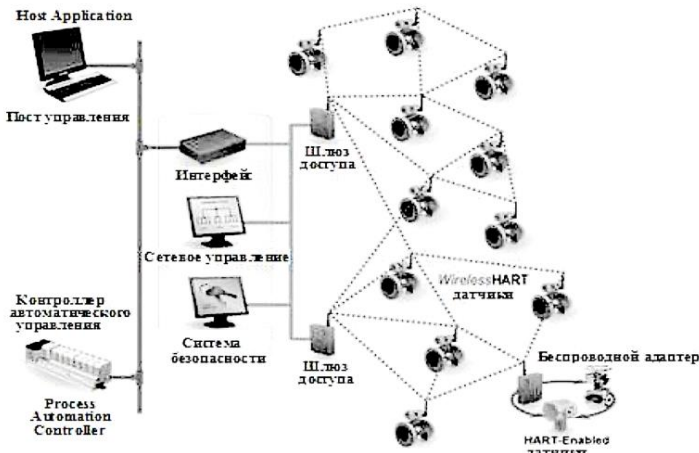 Host Application
Пост управления
Интерфейс
Шлюз
доступа
Сетевое управление
WirelessHART
датчики
Контроллер
автоматического
управления
Система
безопасности
Шлюз
доступа
Беспроводной адаптер
Process
Automation
Controller
HART-Enabled
датчики